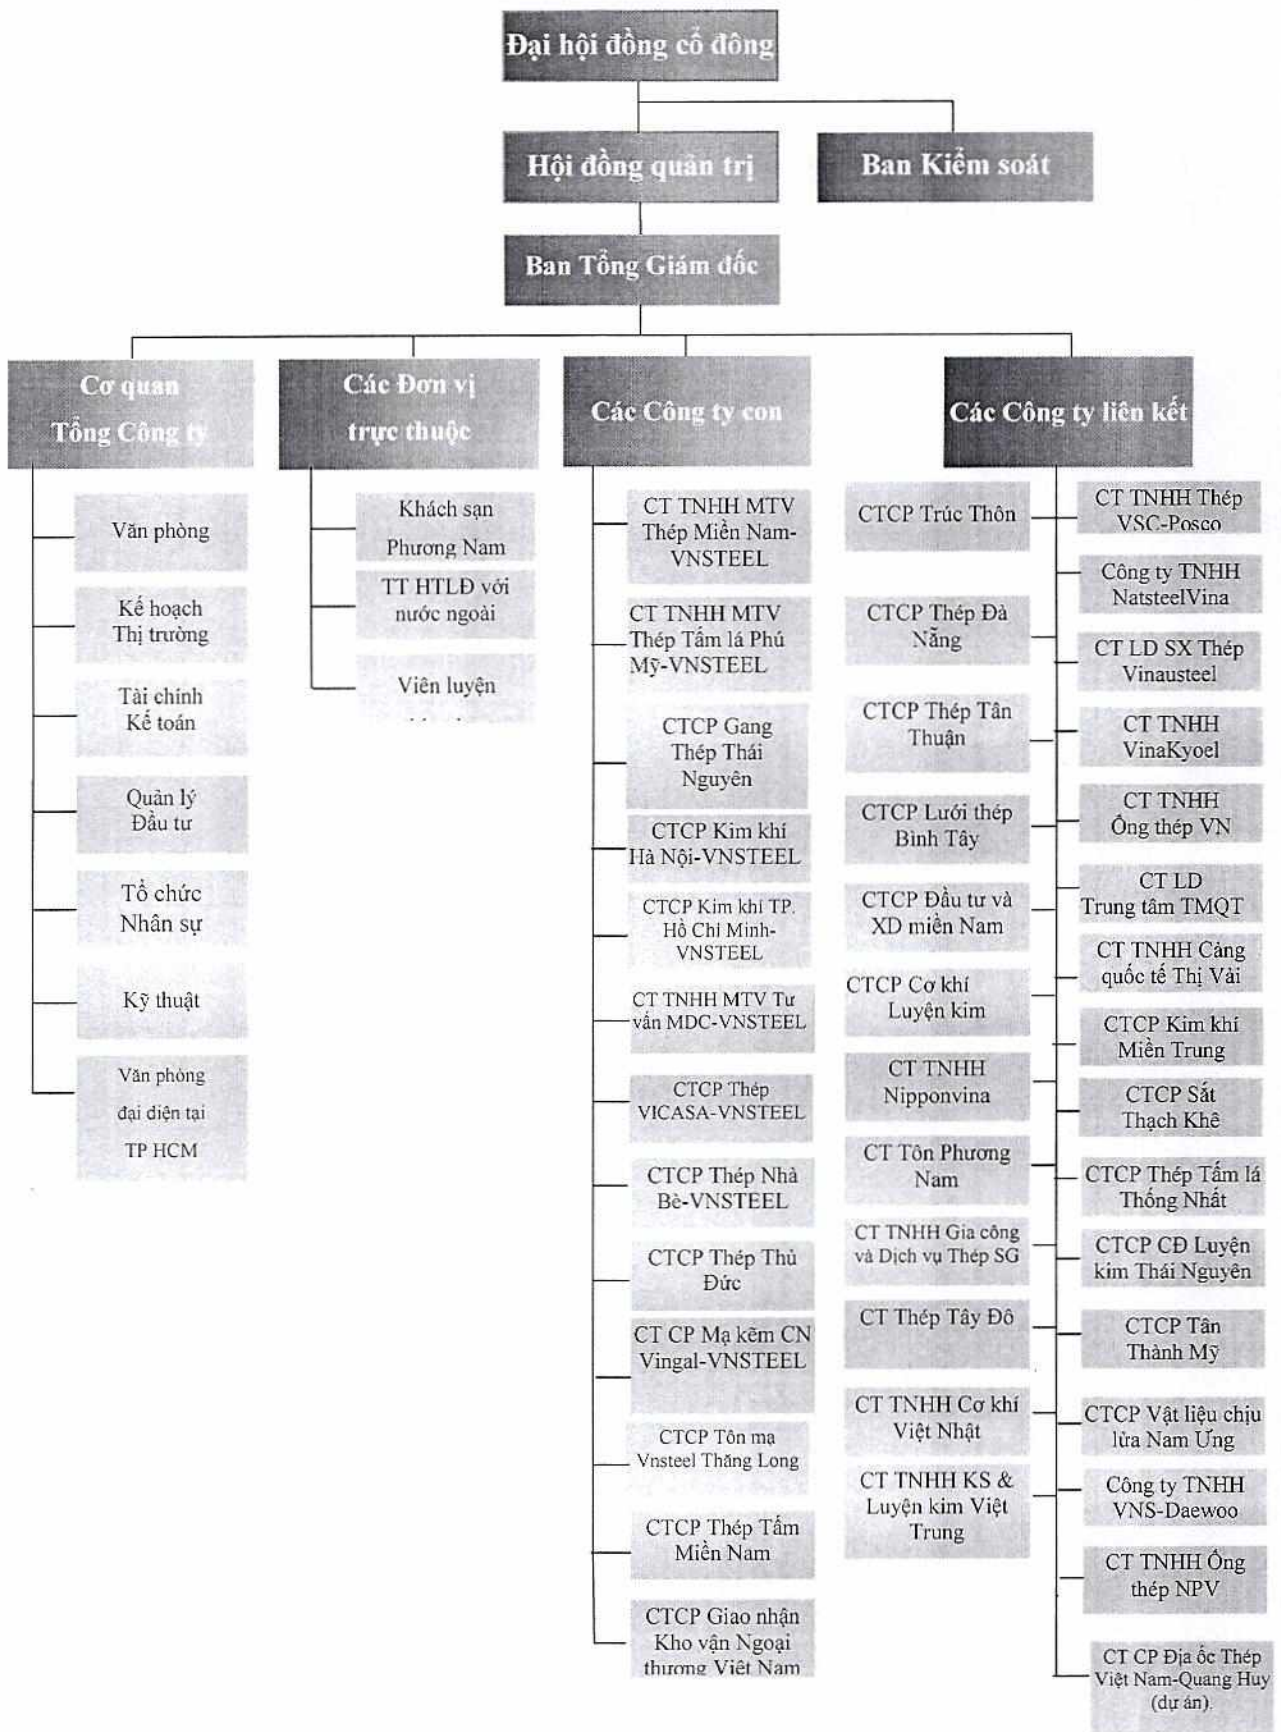 Đại hội đồng cổ đông
Hội đồng quản trị
Ban Kiểm soát
Ban Tổng Giám đốc
Cơ quan
Tổng Công ty
Văn phòng
Kế hoạch
Thị trường
Tài chính
Kế toán
Quản lý
Đầu tư
Tổ chức
Nhân sự
Kỹ thuật
Văn phòng
đại diện tại
TP HCM
Các Đơn vị
trực thuộc
Khách sạn
Phương Nam
TT HTLĐ với
nước ngoài
Viên luyện
Các Công ty con
CT TNHH MTV
Thép Miền Nam-
VNSTEEL
CT TNHH MTV
Thép Tấm lá Phú
Mỹ-VNSTEEL
CTCP Gang
Thép Thái
Nguyên
CTCP Kim khí
Hà Nội-VNSTEEL
CTCP Kim khí TP.
Hồ Chí Minh-
VNSTEEL
CT TNHH MTV Tư
vấn MDC-VNSTEEL
CTCP Thép
VICASA-VNSTEEL
CTCP Thép Nhà
Bè-VNSTEEL
CTCP Thép Thủ
Đức
CT CP Mạ kẽm CN
Vingal-VNSTEEL
CTCP Tôn mạ
Vnsteel Thăng Long
CTCP Thép Tấm
Miền Nam
CTCP Giao nhận
Kho vận Ngoại
thương Việt Nam
Các Công ty liên kết
CTCP Trúc Thôn
CTCP Thép Đà
Nẵng
CTCP Thép Tân
Thuận
CTCP Lưới thép
Bình Tây
CTCP Đầu tư và
XD miền Nam
CTCP Cơ khí
Luyện kim
CT TNHH
Nipponvina
CT Tôn Phương
Nam
CT TNHH Gia công
và Dịch vụ Thép SG
CT Thép Tây Đô
CT TNHH Cơ khí
Việt Nhật
CT TNHH KS &
Luyện kim Việt
Trung
CT TNHH Thép
VSC-Posco
Công ty TNHH
NatsteelVina
CT LD SX Thép
Vinausteel
CT TNHH
VinaKyoel
CT TNHH
Ống thép VN
CT LD
Trung tâm TMQT
CT TNHH Cảng
quốc tế Thị Vải
CTCP Kim khí
Miền Trung
CTCP Sắt
Thạch Khê
CTCP Thép Tấm lá
Thống Nhất
CTCP CĐ Luyện
kim Thái Nguyên
CTCP Tân
Thành Mỹ
CTCP Vật liệu chịu
lửa Nam Ưng
Công ty TNHH
VNS-Daewoo
CT TNHH Ống
thép NPV
CT CP Địa ốc Thép
Việt Nam-Quang Huy
(dự án).